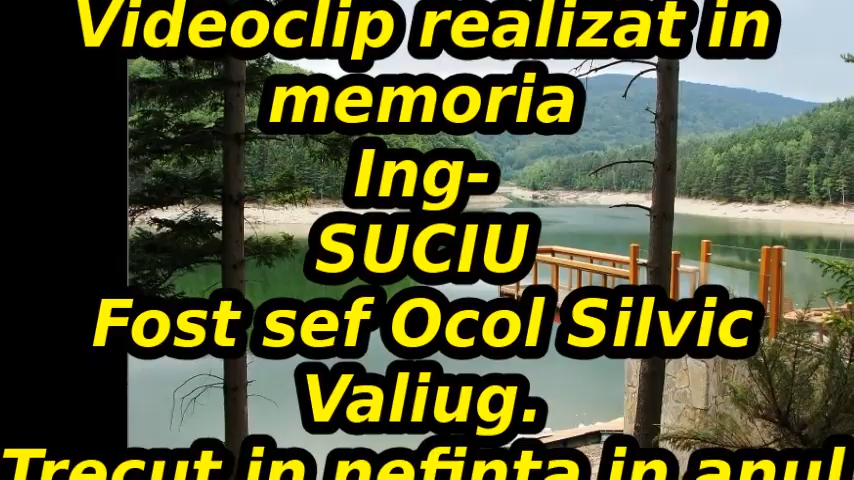 Videoclip realizat in
memoria
Ing-
SUCIU
Fost sef Ocol Silvic
Valiug.
Trecut in nefinta in anul